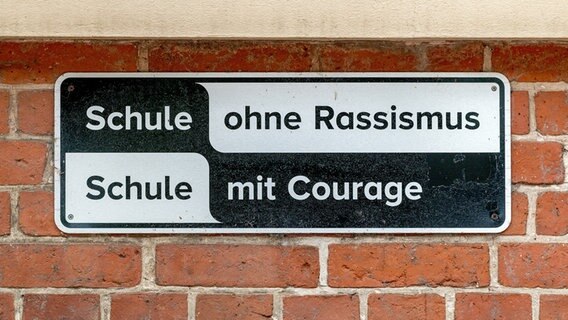 Schule ohne Rassismus
Schule mit Courage